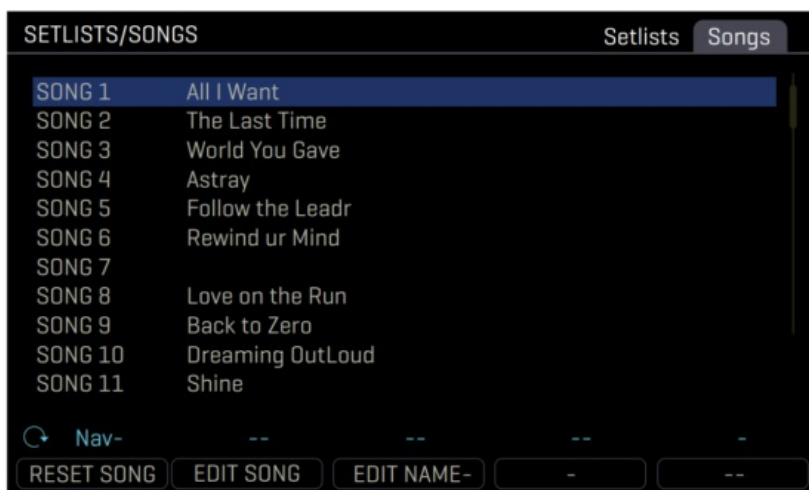 SETLISTS/SONGS Setlists Songs
SONG 1 All I Want
SONG 2 The Last Time
SONG 3 World You Gave
SONG 4 Astray
SONG 5 Follow the Leadr
SONG 6 Rewind ur Mind
SONG 7
SONG 8 Love on the Run
SONG 9 Back to Zero
SONG 10 Dreaming OutLoud
SONG 11 Shine
Nav- -- -- -- -
RESET SONG EDIT SONG EDIT NAME- - --